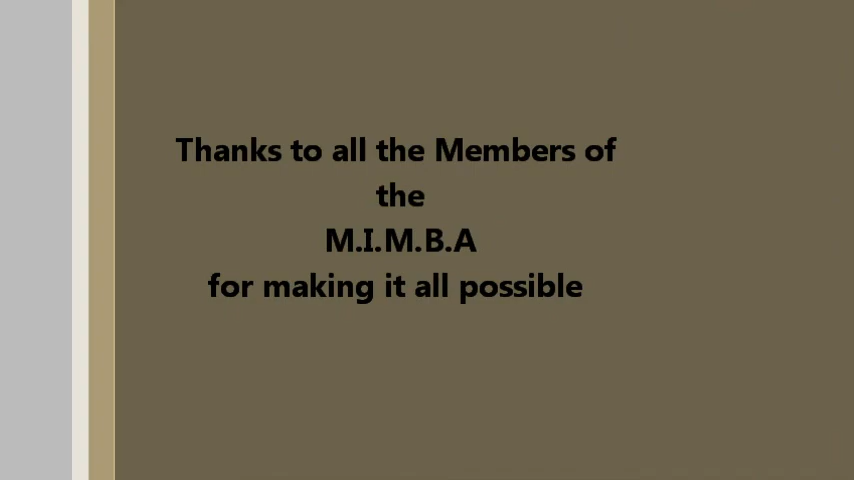 Thanks to all the Members of
the
M.I.M.B.A
for making it all possible